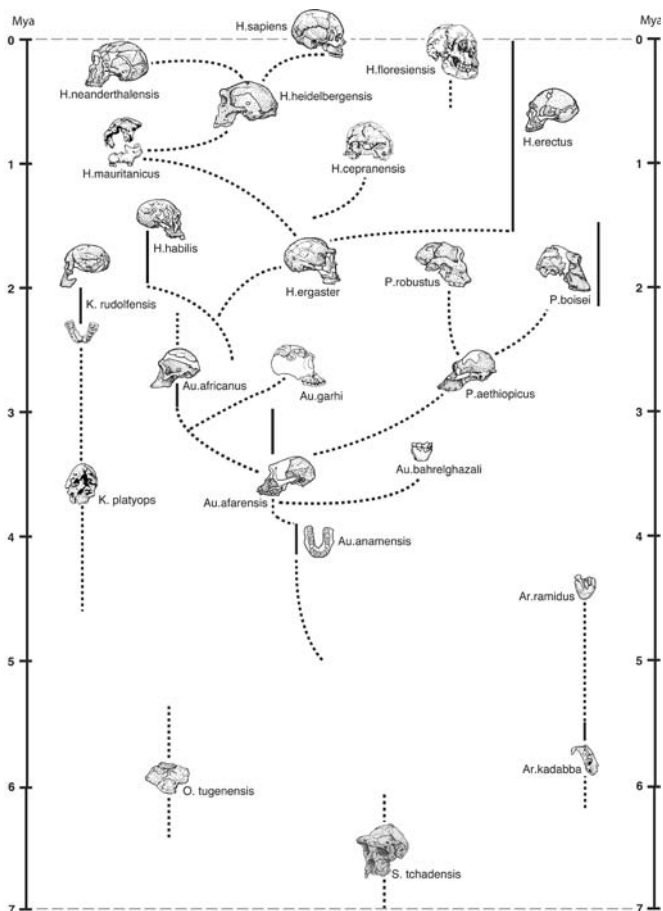 Mya Mya
0 0
H.sapiens
H.neanderthalensis
H.heidelbergensis
H.floresiensis
H.erectus
1 1
H.mauritanicus
H.cepranensis
H.habilis
2 2
K. rudolfensis
H.ergaster
P.robustus
P.boisei
Au.africanus
Au.garhi
P.aethiopicus
3 3
Au.bahrelghazali
K. platyops
Au.afarensis
4 4
Au.anamensis
Ar.ramidus
5 5
Ar.kadabba
6 6
O. tugenensis
S. tchadensis
7 7